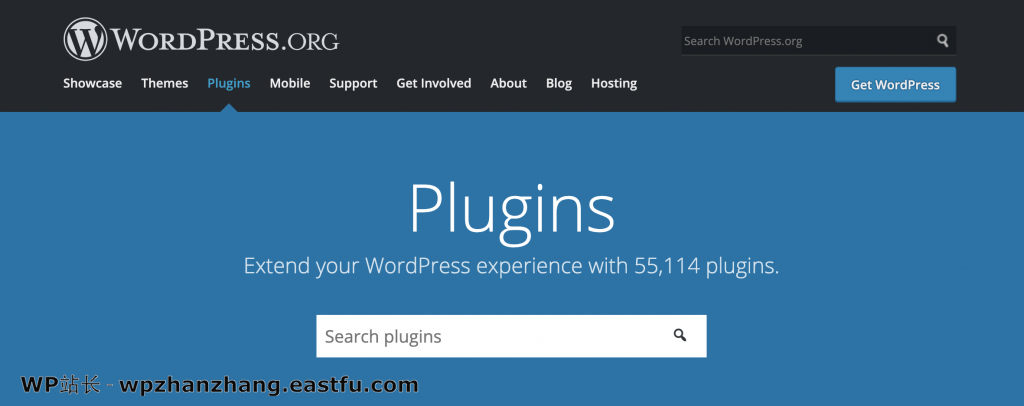 WORDPRESS.ORG
Search WordPress.org
Showcase Themes Plugins Mobile Support Get Involved About Blog Hosting
Get WordPress
Plugins
Extend your WordPress experience with 55,114 plugins.
Search plugins
WP站长 - wpzhanzhang.eastfu.com